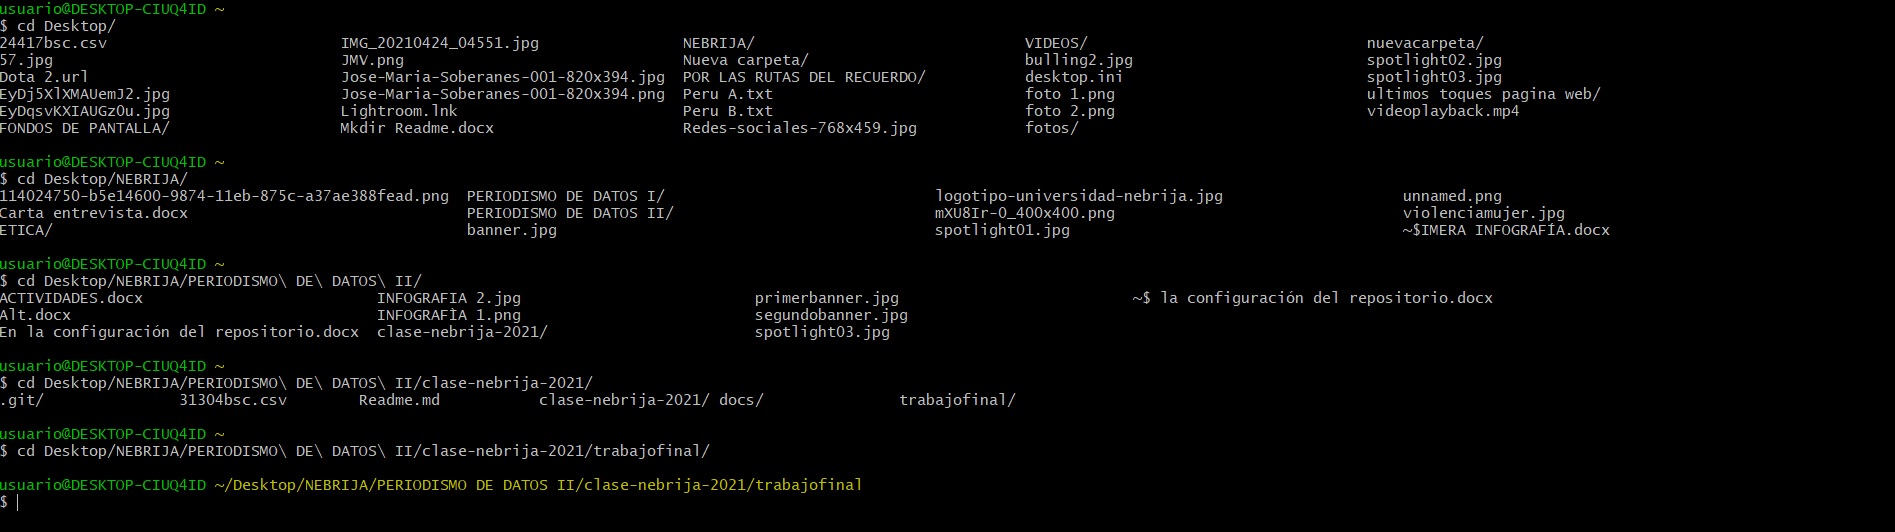 usuario@DESKTOP-CIUQ4ID ~
$ cd Desktop/
24417bsc.csv IMG_20210424_04551.jpg NEBRIJA/ VIDEOS/ nuevacarpeta/
57.jpg JMV.png Nueva carpeta/ bulling2.jpg spotlight02.jpg
Dota 2.url Jose-Maria-Soberanes-001-820x394.jpg POR LAS RUTAS DEL RECUERDO/ desktop.ini spotlight03.jpg
EyDj5XlXMAUemJ2.jpg Jose-Maria-Soberanes-001-820x394.png Peru A.txt foto 1.png ultimos toques pagina web/
EyDqsvKXIAUGz0u.jpg Lightroom.lnk Peru B.txt foto 2.png videoplayback.mp4
FONDOS DE PANTALLA/ Mkdir Readme.docx Redes-sociales-768x459.jpg fotos/
usuario@DESKTOP-CIUQ4ID ~
$ cd Desktop/NEBRIJA/
114024750-b5e14600-9874-11eb-875c-a37ae388fead.png PERIODISMO DE DATOS I/ logotipo-universidad-nebrija.jpg unnamed.png
Carta entrevista.docx PERIODISMO DE DATOS II/ mXU8Ir-0_400x400.png violenciamujer.jpg
ETICA/ banner.jpg spotlight01.jpg ~$IMERA INFOGRAFÍA.docx
usuario@DESKTOP-CIUQ4ID ~
$ cd Desktop/NEBRIJA/PERIODISMO\ DE\ DATOS\ II/
ACTIVIDADES.docx INFOGRAFIA 2.jpg primerbanner.jpg ~$ la configuración del repositorio.docx
Alt.docx INFOGRAFÌA 1.png segundobanner.jpg
En la configuración del repositorio.docx clase-nebrija-2021/ spotlight03.jpg
usuario@DESKTOP-CIUQ4ID ~
$ cd Desktop/NEBRIJA/PERIODISMO\ DE\ DATOS\ II/clase-nebrija-2021/
.git/ 31304bsc.csv Readme.md clase-nebrija-2021/ docs/ trabajofinal/
usuario@DESKTOP-CIUQ4ID ~
$ cd Desktop/NEBRIJA/PERIODISMO\ DE\ DATOS\ II/clase-nebrija-2021/trabajofinal/
usuario@DESKTOP-CIUQ4ID ~/Desktop/NEBRIJA/PERIODISMO DE DATOS II/clase-nebrija-2021/trabajofinal
$